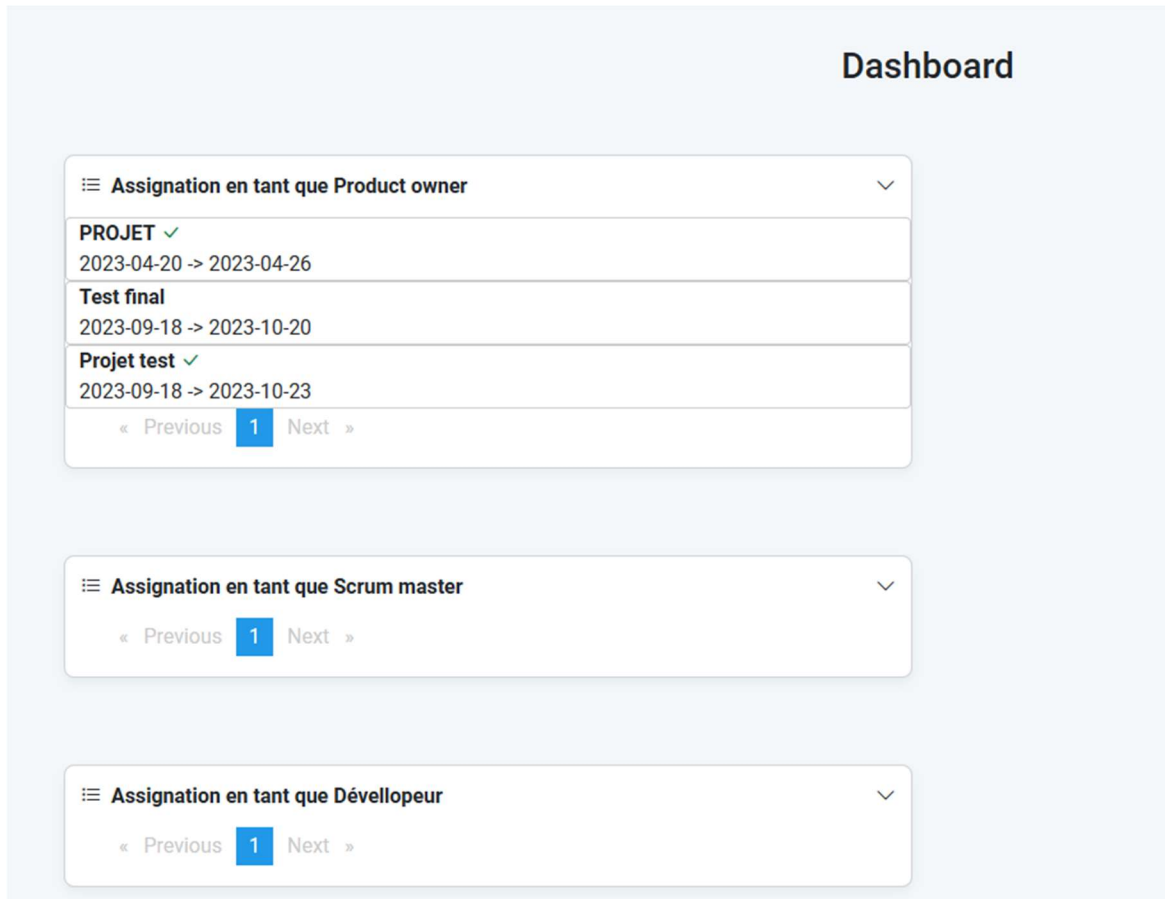 Dashboard
Assignation en tant que Product owner
PROJET
2023-04-20 -> 2023-04-26
Test final
2023-09-18 -> 2023-10-20
Projet test
2023-09-18 -> 2023-10-23
« Previous 1 Next »
Assignation en tant que Scrum master
« Previous 1 Next »
Assignation en tant que Dévellopeur
« Previous 1 Next »